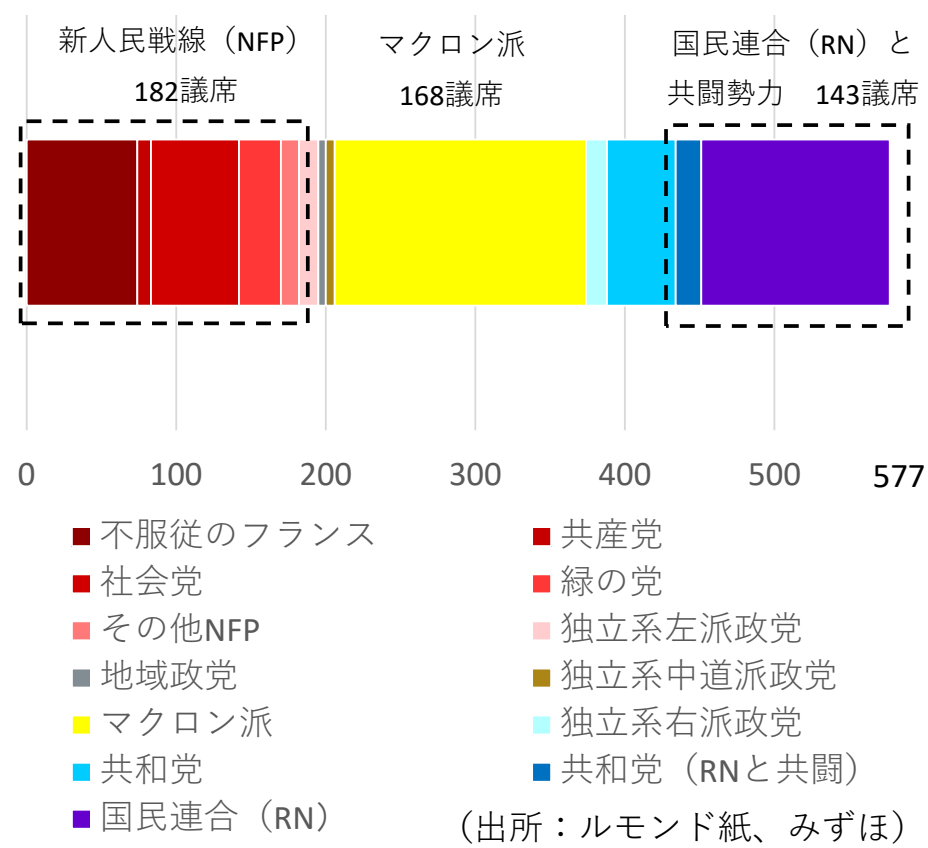 新人民戦線（NFP）
182議席
マクロン派
168議席
国民連合（RN）と
共闘勢力　143議席
0 100 200 300 400 500 577
不服従のフランス
共産党
社会党
緑の党
その他NFP
独立系左派政党
地域政党
独立系中道派政党
マクロン派
独立系右派政党
共和党
共和党（RNと共闘）
国民連合（RN）
（出所：ルモンド紙、みずほ）